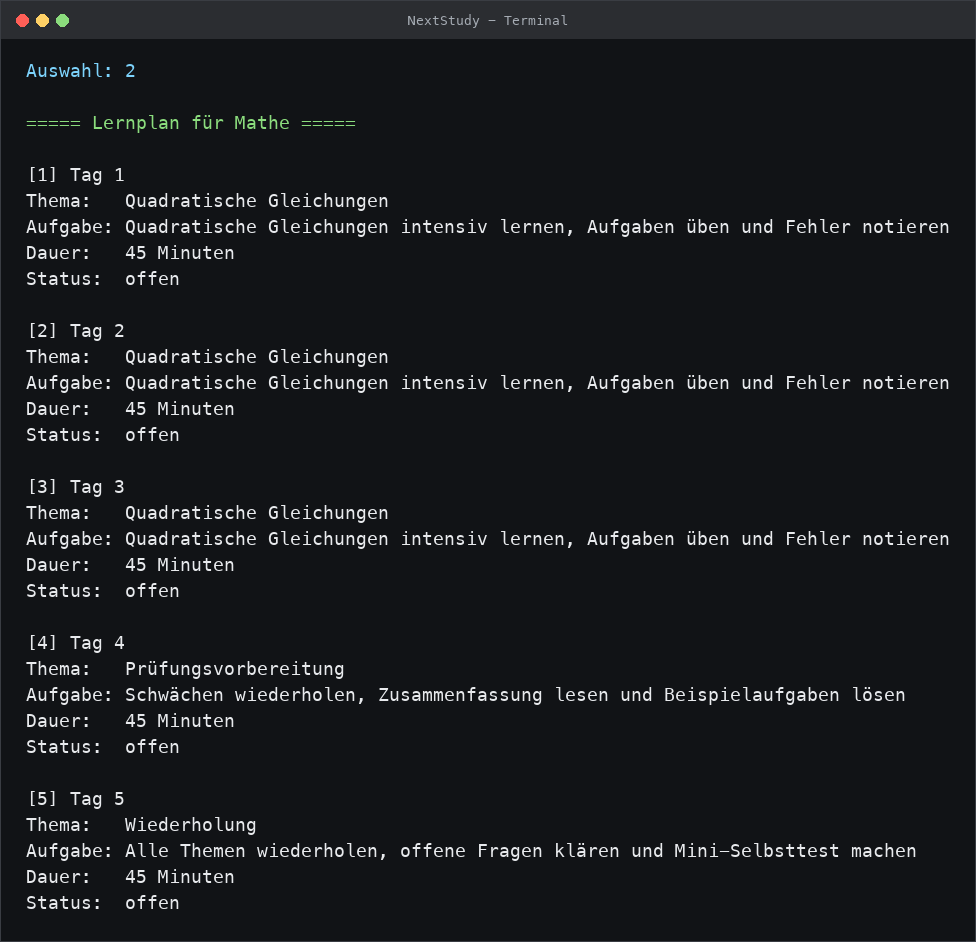 NextStudy – Terminal
Auswahl: 2
===== Lernplan für Mathe =====
[1] Tag 1
Thema:   Quadratische Gleichungen
Aufgabe: Quadratische Gleichungen intensiv lernen, Aufgaben üben und Fehler notieren
Dauer:   45 Minuten
Status:  offen
[2] Tag 2
Thema:   Quadratische Gleichungen
Aufgabe: Quadratische Gleichungen intensiv lernen, Aufgaben üben und Fehler notieren
Dauer:   45 Minuten
Status:  offen
[3] Tag 3
Thema:   Quadratische Gleichungen
Aufgabe: Quadratische Gleichungen intensiv lernen, Aufgaben üben und Fehler notieren
Dauer:   45 Minuten
Status:  offen
[4] Tag 4
Thema:   Prüfungsvorbereitung
Aufgabe: Schwächen wiederholen, Zusammenfassung lesen und Beispielaufgaben lösen
Dauer:   45 Minuten
Status:  offen
[5] Tag 5
Thema:   Wiederholung
Aufgabe: Alle Themen wiederholen, offene Fragen klären und Mini-Selbsttest machen
Dauer:   45 Minuten
Status:  offen